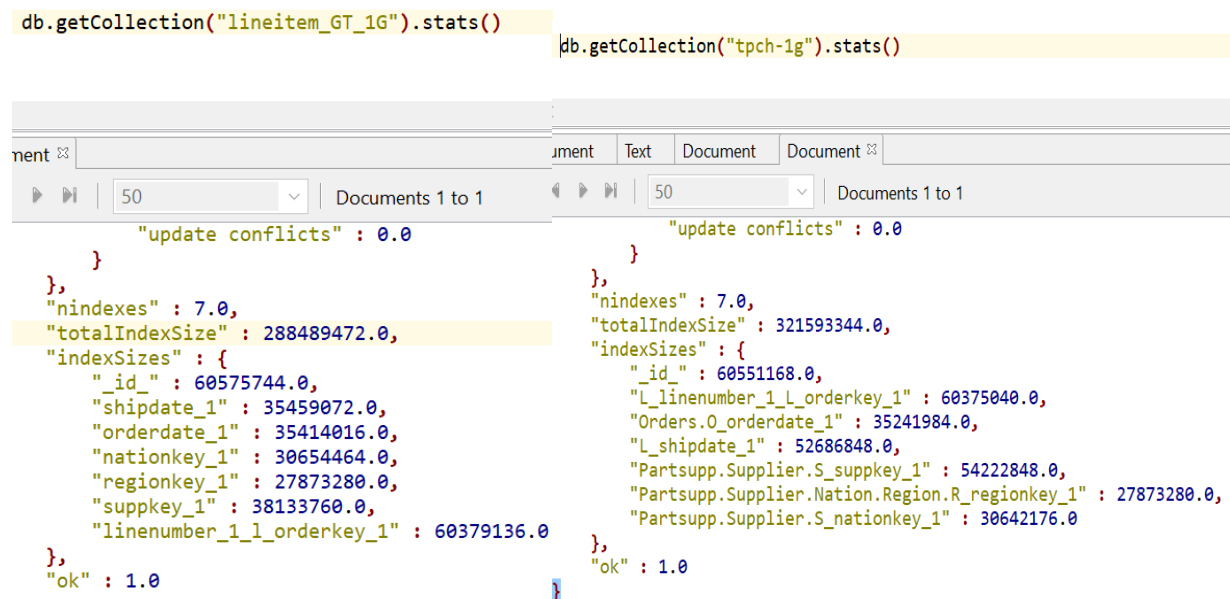 db.getCollection("lineitem_GT_1G").stats()
ment
50
Documents 1 to 1
"update conflicts" : 0.0
}
},
"nindexes" : 7.0,
"totalIndexSize" : 288489472.0,
"indexSizes" : {
"_id_" : 60575744.0,
"shipdate_1" : 35459072.0,
"orderdate_1" : 35414016.0,
"nationkey_1" : 30654464.0,
"regionkey_1" : 27873280.0,
"suppkey_1" : 38133760.0,
"linenumber_1_l_orderkey_1" : 60379136.0
},
"ok" : 1.0
db.getCollection("tpch-1g").stats()
ument Text Document Document
50
Documents 1 to 1
"update conflicts" : 0.0
}
},
"nindexes" : 7.0,
"totalIndexSize" : 321593344.0,
"indexSizes" : {
"_id_" : 60551168.0,
"L_linenumber_1_L_orderkey_1" : 60375040.0,
"Orders.O_orderdate_1" : 35241984.0,
"L_shipdate_1" : 52686848.0,
"Partsupp.Supplier.S_suppkey_1" : 54222848.0,
"Partsupp.Supplier.Nation.Region.R_regionkey_1" : 27873280.0,
"Partsupp.Supplier.S_nationkey_1" : 30642176.0
},
"ok" : 1.0
}